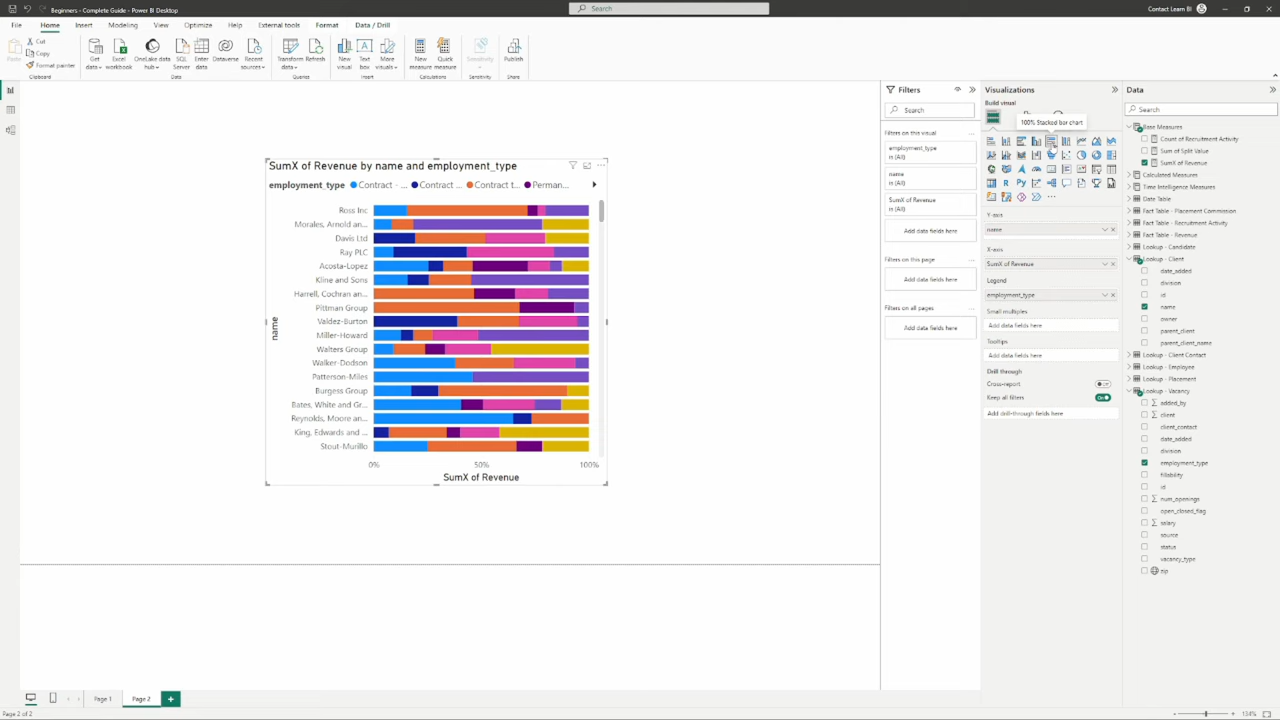 Beginners - Complete Guide - Power BI Desktop
Search
Contact Learn BI
File Home Insert Modeling View Optimize Help External tools Format Data / Drill
Paste
Cut
Copy
Format painter
Get data
Excel workbook
OneLake data hub
SQL Server
Enter data
Dataverse
Recent sources
Transform data
Refresh
New visual
Text box
More visuals
New measure
Quick measure
Sensitivity
Publish
Clipboard
Data
Queries
Insert
Calculations
Sensitivity
Share
SumX of Revenue by name and employment_type
employment_type Contract - ... Contract ... Contract t... Perman...
name
Ross Inc
Morales, Arnold an...
Davis Ltd
Ray PLC
Acosta-Lopez
Kline and Sons
Harrell, Cochran an...
Pittman Group
Valdez-Burton
Miller-Howard
Walters Group
Walker-Dodson
Patterson-Miles
Burgess Group
Bates, White and Gr...
Reynolds, Moore an...
King, Edwards and ...
Stout-Murillo
0% 50% 100%
SumX of Revenue
Filters
Search
Filters on this visual
employment_type
is (All)
name
is (All)
SumX of Revenue
is (All)
Add data fields here
Filters on this page
Add data fields here
Filters on all pages
Add data fields here
Visualizations
Build visual
100% Stacked bar chart
Y-axis
name
X-axis
SumX of Revenue
Legend
employment_type
Small multiples
Add data fields here
Tooltips
Add data fields here
Drill through
Cross-report
Off
Keep all filters
On
Add drill-through fields here
Data
Search
Base Measures
Count of Recruitment Activity
Sum of Split Value
SumX of Revenue
Calculated Measures
Time Intelligence Measures
Date Table
Fact Table - Placement Commission
Fact Table - Recruitment Activity
Fact Table - Revenue
Lookup - Candidate
Lookup - Client
date_added
division
id
name
owner
parent_client
parent_client_name
Lookup - Client Contact
Lookup - Employee
Lookup - Placement
Lookup - Vacancy
added_by
client
client_contact
date_added
division
employment_type
fillability
id
num_openings
open_closed_flag
salary
source
status
vacancy_type
zip
Page 1
Page 2
Page 2 of 2
134%